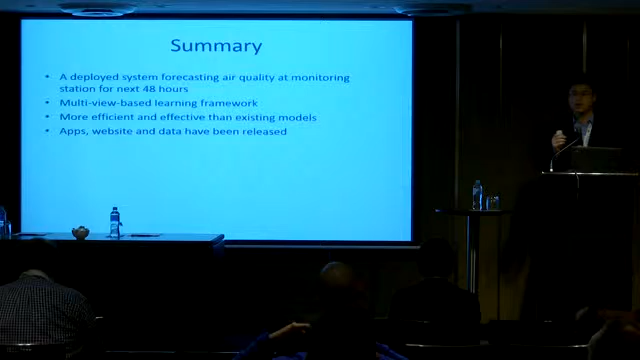 Summary
• A deployed system forecasting air quality at monitoring
station for next 48 hours
• Multi-view-based learning framework
• More efficient and effective than existing models
• Apps, website and data have been released